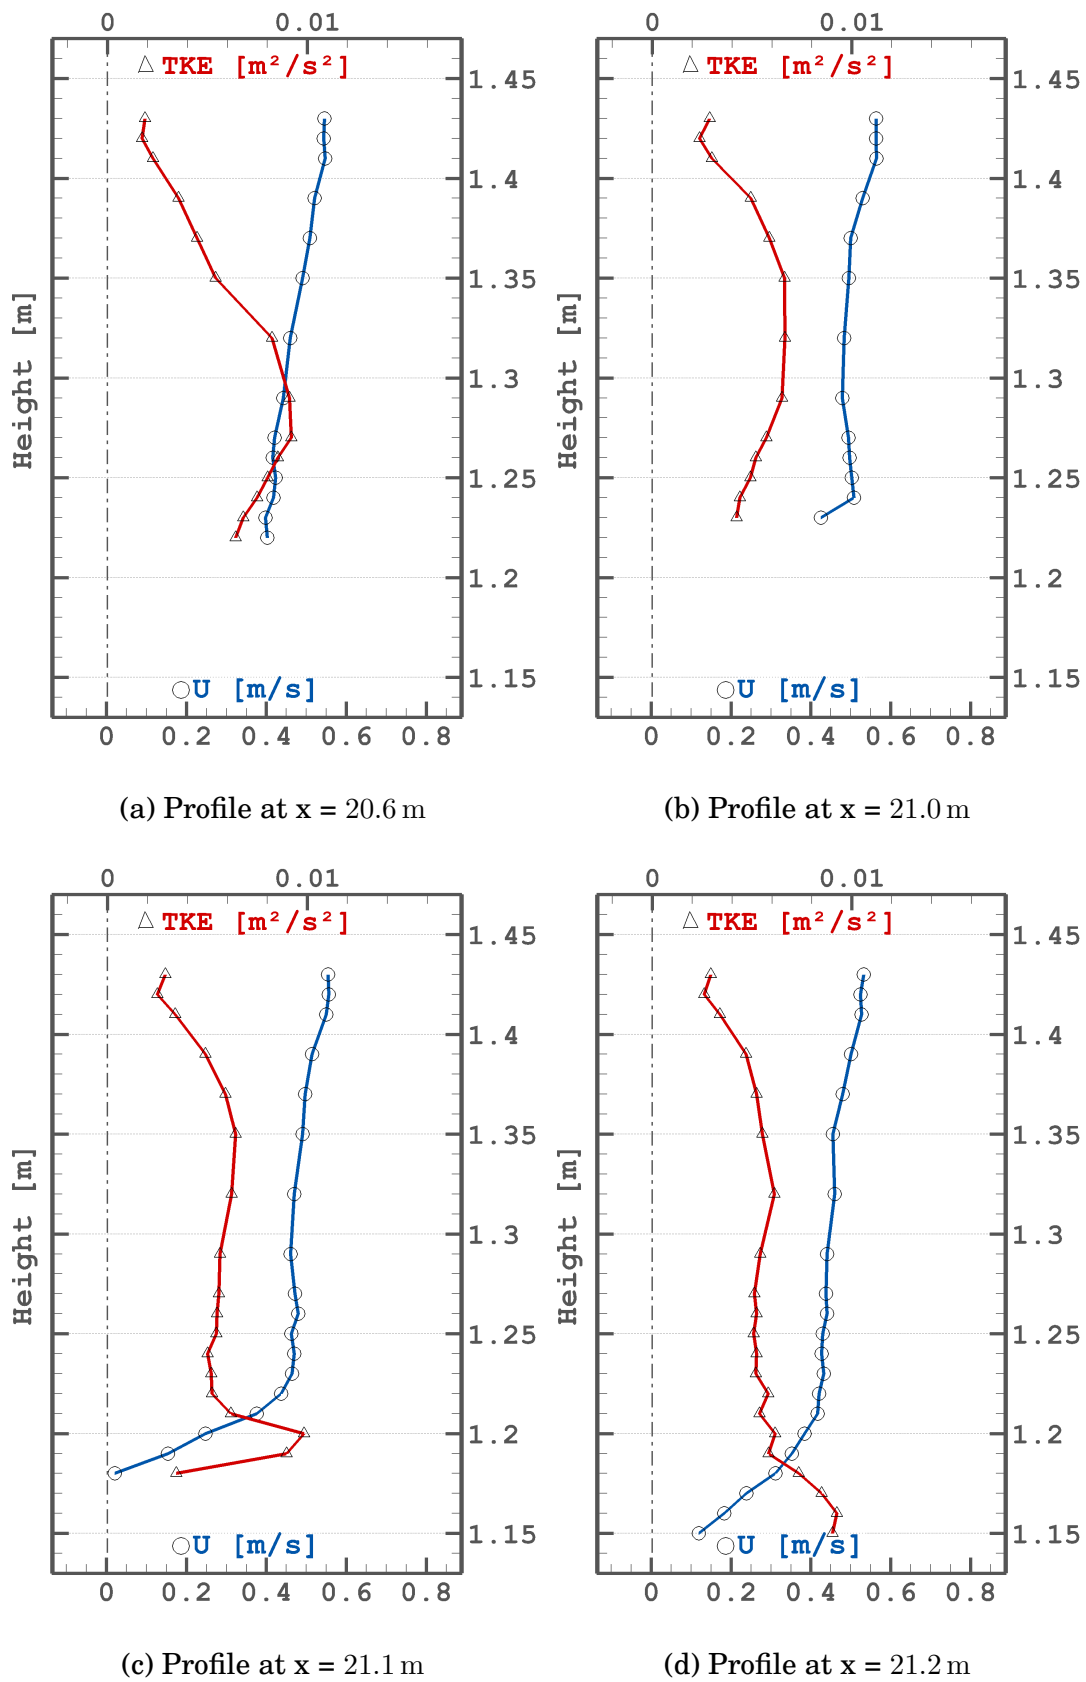 0 0.01
TKE [m²/s²]
1.45
1.4
1.35
1.3
1.25
1.2
1.15
Height [m]
U [m/s]
0 0.2 0.4 0.6 0.8
(a) Profile at x = 20.6 m
0 0.01
TKE [m²/s²]
1.45
1.4
1.35
1.3
1.25
1.2
1.15
Height [m]
U [m/s]
0 0.2 0.4 0.6 0.8
(b) Profile at x = 21.0 m
0 0.01
TKE [m²/s²]
1.45
1.4
1.35
1.3
1.25
1.2
1.15
Height [m]
U [m/s]
0 0.2 0.4 0.6 0.8
(c) Profile at x = 21.1 m
0 0.01
TKE [m²/s²]
1.45
1.4
1.35
1.3
1.25
1.2
1.15
Height [m]
U [m/s]
0 0.2 0.4 0.6 0.8
(d) Profile at x = 21.2 m